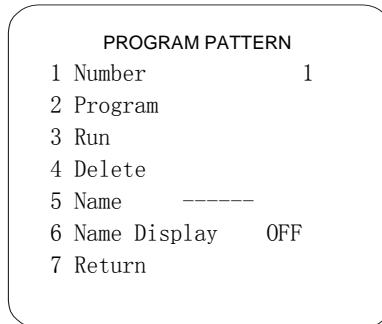 PROGRAM PATTERN
1 Number 1
2 Program
3 Run
4 Delete
5 Name ------
6 Name Display OFF
7 Return